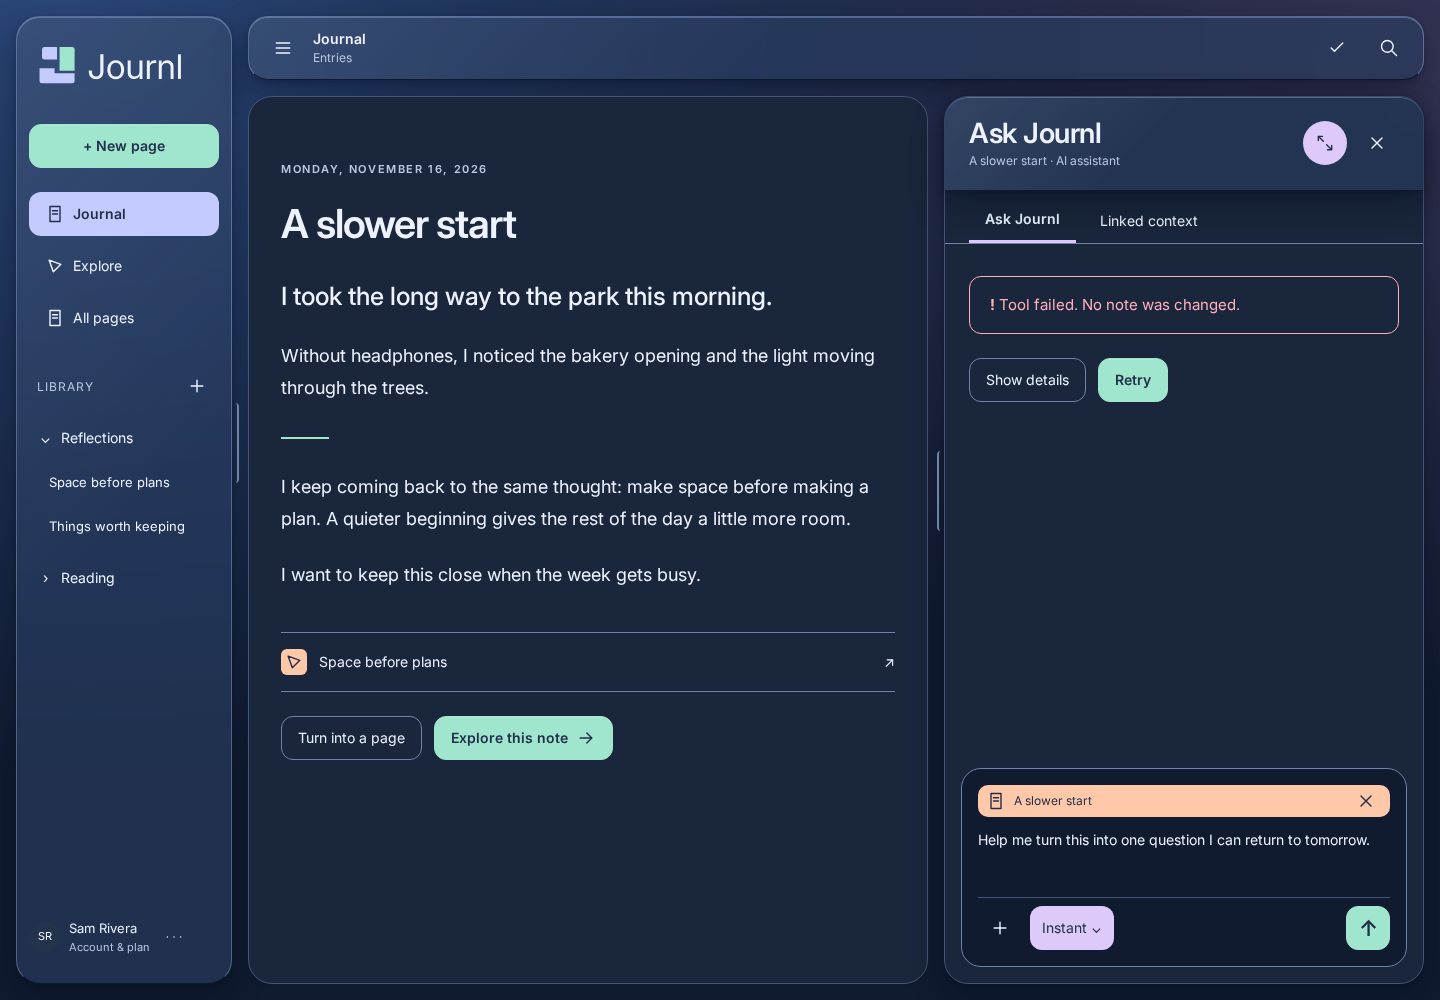 Journl
+ New page
Journal
Explore
All pages
LIBRARY
Reflections
Space before plans
Things worth keeping
Reading
SR
Sam Rivera
Account & plan
...
Journal
Entries
MONDAY, NOVEMBER 16, 2026
A slower start
I took the long way to the park this morning.
Without headphones, I noticed the bakery opening and the light moving
through the trees.
I keep coming back to the same thought: make space before making a
plan. A quieter beginning gives the rest of the day a little more room.
I want to keep this close when the week gets busy.
Space before plans
Turn into a page
Explore this note
Ask Journl
A slower start · AI assistant
Ask Journl
Linked context
! Tool failed. No note was changed.
Show details
Retry
A slower start
Help me turn this into one question I can return to tomorrow.
Instant